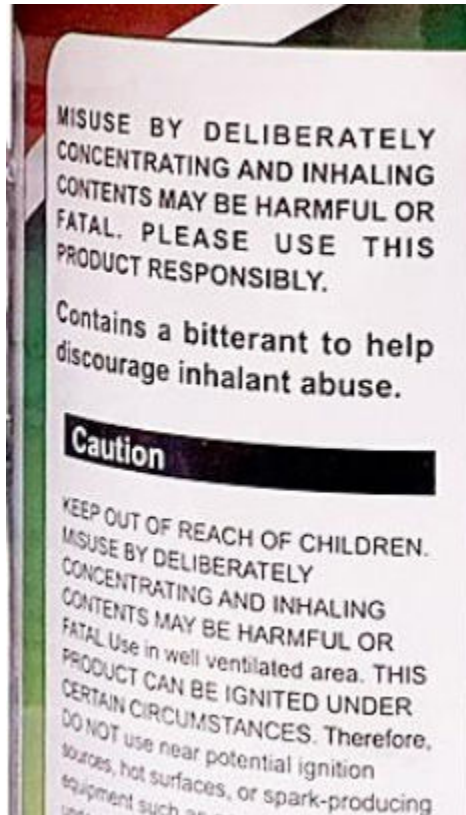 MISUSE BY DELIBERATELY
CONCENTRATING AND INHALING
CONTENTS MAY BE HARMFUL OR
FATAL. PLEASE USE THIS
PRODUCT RESPONSIBLY.
Contains a bitterant to help
discourage inhalant abuse.
Caution
KEEP OUT OF REACH OF CHILDREN.
MISUSE BY DELIBERATELY
CONCENTRATING AND INHALING
CONTENTS MAY BE HARMFUL OR
FATAL Use in well ventilated area. THIS
PRODUCT CAN BE IGNITED UNDER
CERTAIN CIRCUMSTANCES. Therefore,
DO NOT use near potential ignition
sources, hot surfaces, or spark-producing
equipment such